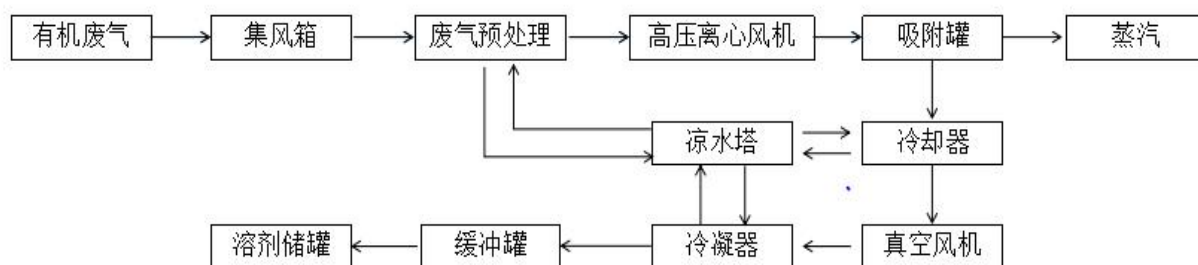 有机废气
集风箱
废气预处理
高压离心风机
吸附罐
蒸汽
凉水塔
冷却器
溶剂储罐
缓冲罐
冷凝器
真空风机